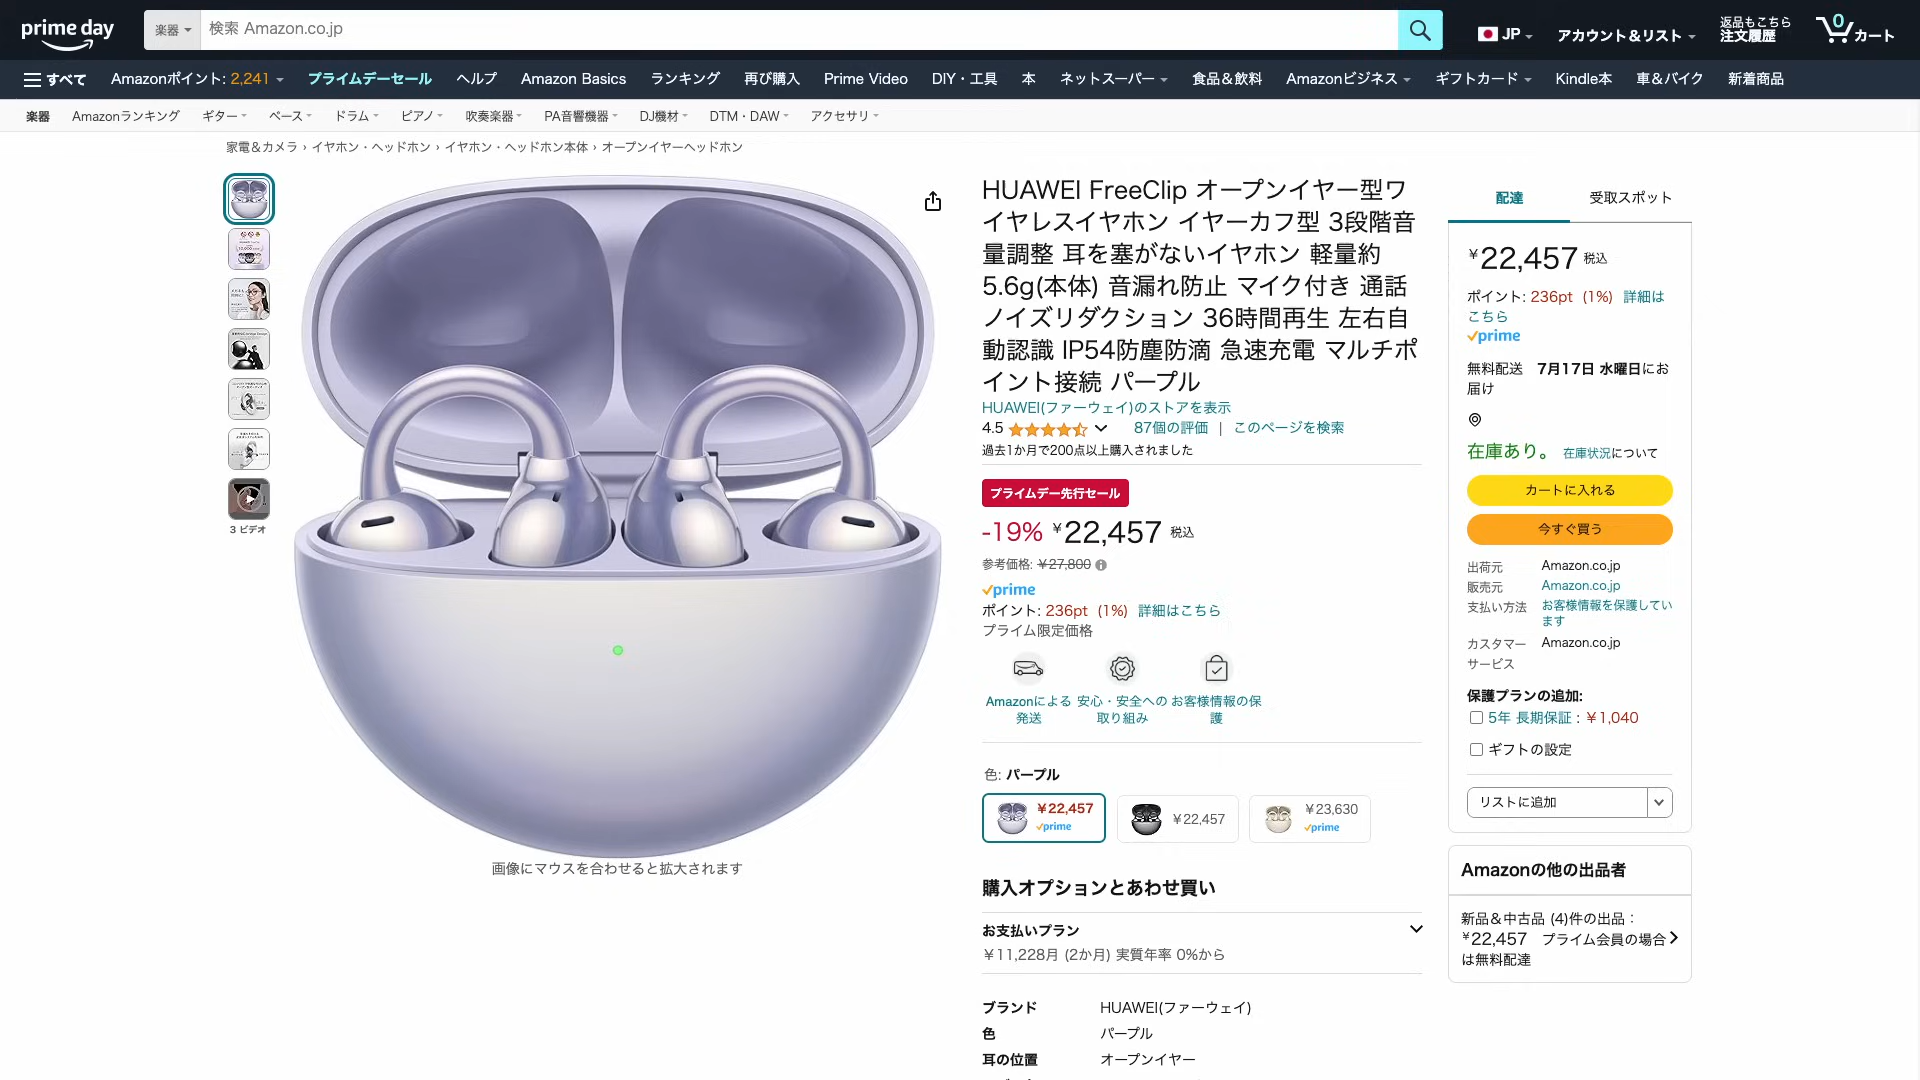 prime day
楽器
検索 Amazon.co.jp
JP
アカウント＆リスト
返品もこちら
注文履歴
0
カート
すべて
Amazonポイント: 2,241
プライムデーセール
ヘルプ
Amazon Basics
ランキング
再び購入
Prime Video
DIY・工具
本
ネットスーパー
食品＆飲料
Amazonビジネス
ギフトカード
Kindle本
車＆バイク
新着商品
楽器
Amazonランキング
ギター
ベース
ドラム
ピアノ
吹奏楽器
PA音響機器
DJ機材
DTM・DAW
アクセサリ
家電＆カメラ › イヤホン・ヘッドホン › イヤホン・ヘッドホン本体 › オープンイヤーヘッドホン
3 ビデオ
画像にマウスを合わせると拡大されます
HUAWEI FreeClip オープンイヤー型ワ
イヤレスイヤホン イヤーカフ型 3段階音
量調整 耳を塞がないイヤホン 軽量約
5.6g(本体) 音漏れ防止 マイク付き 通話
ノイズリダクション 36時間再生 左右自
動認識 IP54防塵防滴 急速充電 マルチポ
イント接続 パープル
HUAWEI(ファーウェイ)のストアを表示
4.5
87個の評価 | このページを検索
過去1か月で200点以上購入されました
プライムデー先行セール
-19% ￥22,457 税込
参考価格: ￥27,800
prime
ポイント: 236pt (1%) 詳細はこちら
プライム限定価格
Amazonによる
発送
安心・安全への
取り組み
お客様情報の保
護
色: パープル
￥22,457
prime
￥22,457
￥23,630
prime
購入オプションとあわせ買い
お支払いプラン
￥11,228月 (2か月) 実質年率 0%から
ブランド HUAWEI(ファーウェイ)
色 パープル
耳の位置 オープンイヤー
配達
受取スポット
￥22,457 税込
ポイント: 236pt (1%) 詳細は
こちら
prime
無料配送 7月17日 水曜日にお
届け
在庫あり。 在庫状況について
カートに入れる
今すぐ買う
出荷元 Amazon.co.jp
販売元 Amazon.co.jp
支払い方法 お客様情報を保護してい
ます
カスタマー Amazon.co.jp
サービス
保護プランの追加:
5年 長期保証：￥1,040
ギフトの設定
リストに追加
Amazonの他の出品者
新品＆中古品 (4)件の出品：
￥22,457 プライム会員の場合
は無料配達